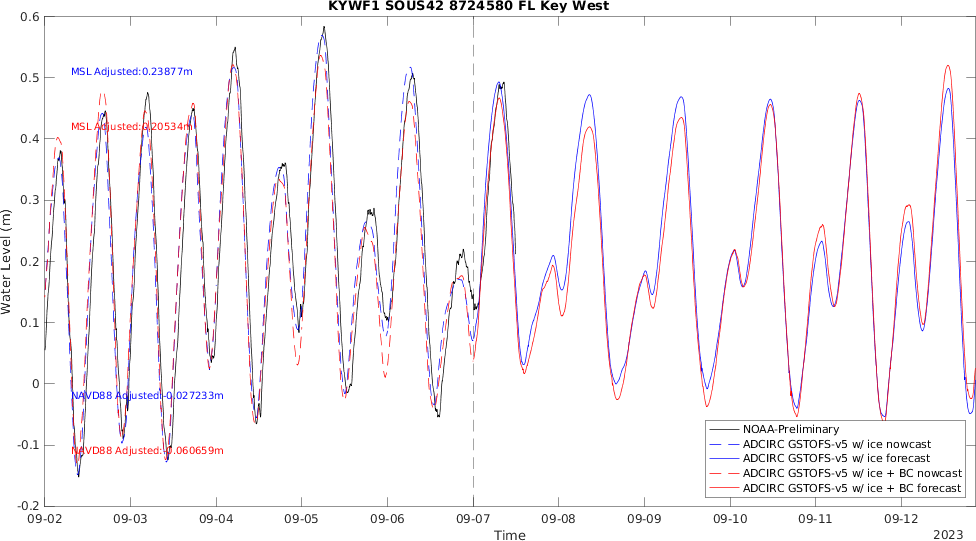 KYWF1 SOUS42 8724580 FL Key West
Water Level (m)
0.6
0.5
0.4
0.3
0.2
0.1
0
-0.1
-0.2
MSL Adjusted:0.23877m
MSL Adjusted:0.20534m
NAVD88 Adjusted:-0.027233m
NAVD88 Adjusted:-0.060659m
NOAA-Preliminary
ADCIRC GSTOFS-v5 w/ ice nowcast
ADCIRC GSTOFS-v5 w/ ice forecast
ADCIRC GSTOFS-v5 w/ ice + BC nowcast
ADCIRC GSTOFS-v5 w/ ice + BC forecast
09-02 09-03 09-04 09-05 09-06 09-07 09-08 09-09 09-10 09-11 09-12
Time
2023